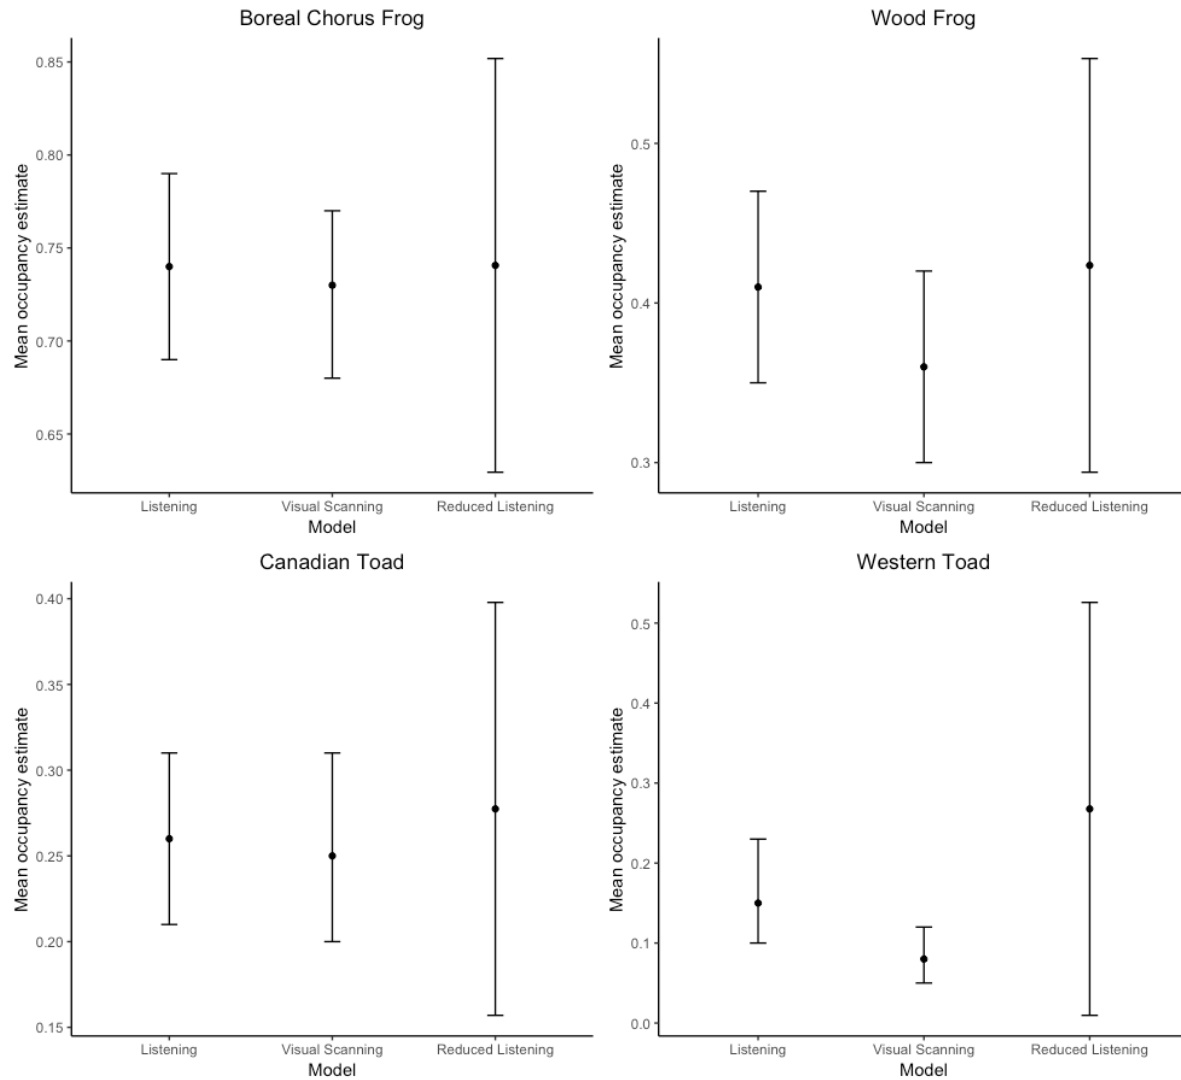 Boreal Chorus Frog
Mean occupancy estimate
0.85
0.80
0.75
0.70
0.65
Listening
Visual Scanning
Reduced Listening
Model
Wood Frog
Mean occupancy estimate
0.5
0.4
0.3
Listening
Visual Scanning
Reduced Listening
Model
Canadian Toad
Mean occupancy estimate
0.40
0.35
0.30
0.25
0.20
0.15
Listening
Visual Scanning
Reduced Listening
Model
Western Toad
Mean occupancy estimate
0.5
0.4
0.3
0.2
0.1
0.0
Listening
Visual Scanning
Reduced Listening
Model